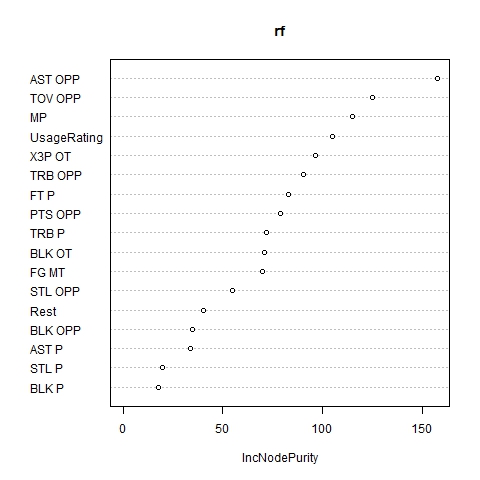 rf
AST OPP
TOV OPP
MP
UsageRating
X3P OT
TRB OPP
FT P
PTS OPP
TRB P
BLK OT
FG MT
STL OPP
Rest
BLK OPP
AST P
STL P
BLK P
0 50 100 150
IncNodePurity